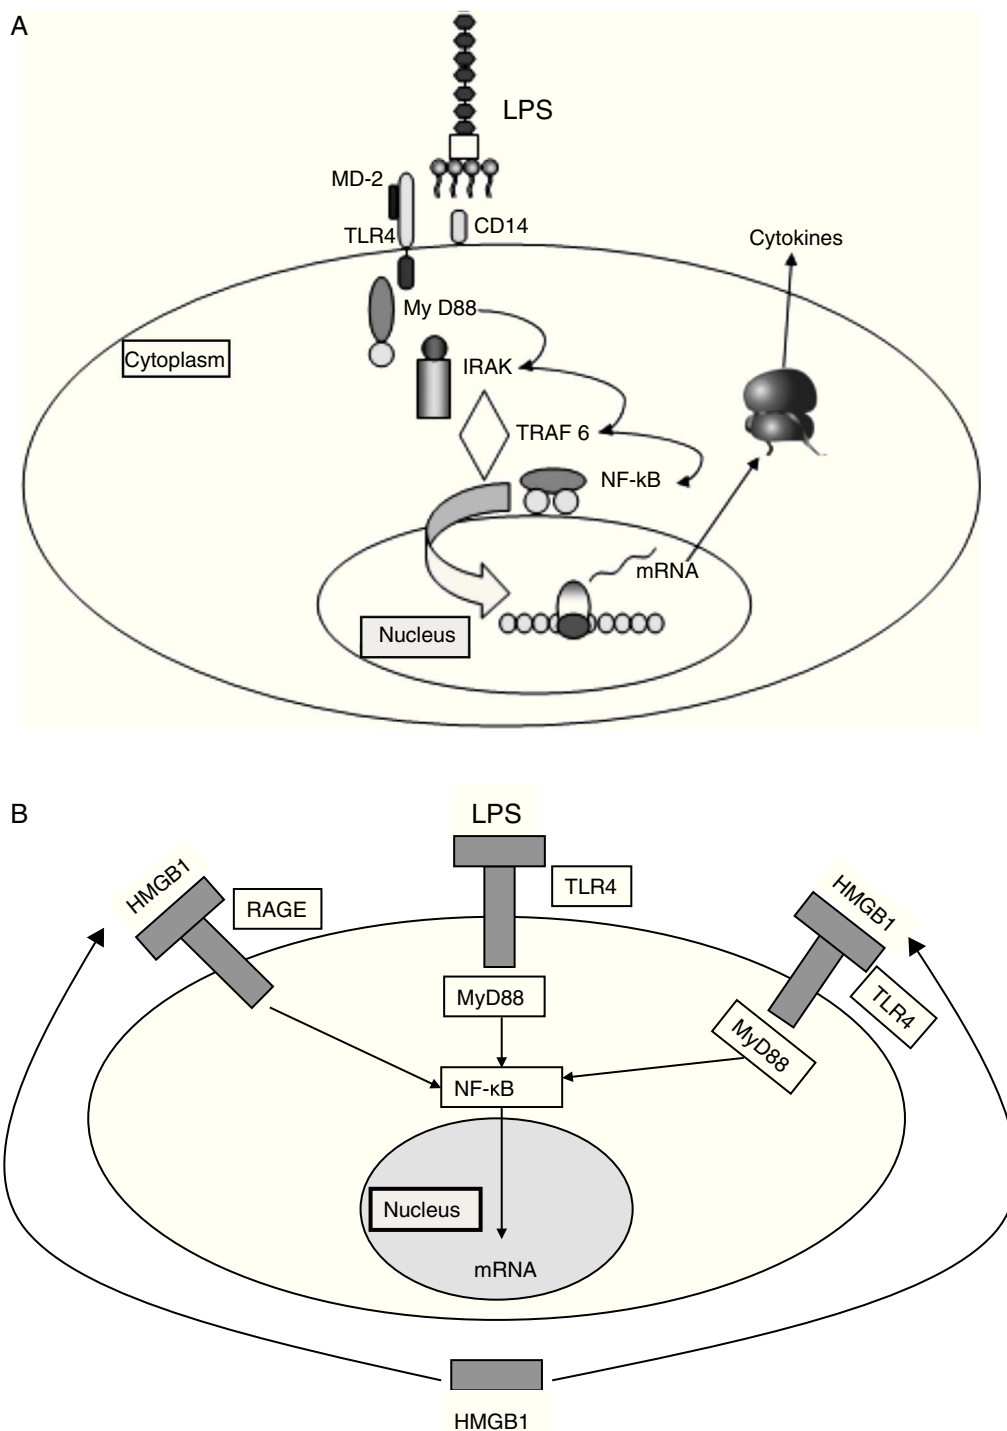 A
LPS
MD-2
TLR4
CD14
Cytokines
My D88
Cytoplasm
IRAK
TRAF 6
NF-kB
mRNA
Nucleus
B
LPS
HMGB1
RAGE
TLR4
HMGB1
TLR4
MyD88
MyD88
NF-κB
Nucleus
mRNA
HMGB1